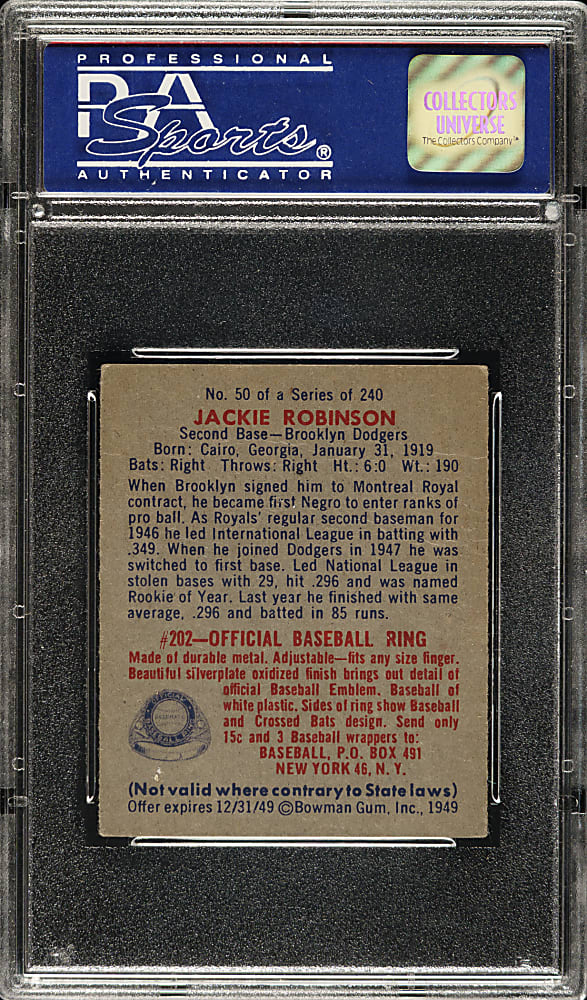 PROFESSIONAL
PSA
Sports®
AUTHENTICATOR
COLLECTORS
UNIVERSE
The Collectors Company™
No. 50 of a Series of 240
JACKIE ROBINSON
Second Base—Brooklyn Dodgers
Born: Cairo, Georgia, January 31, 1919
Bats: Right Throws: Right Ht.: 6:0 Wt.: 190
When Brooklyn signed him to Montreal Royal
contract, he became first Negro to enter ranks of
pro ball. As Royals' regular second baseman for
1946 he led International League in batting with
.349. When he joined Dodgers in 1947 he was
switched to first base. Led National League in
stolen bases with 29, hit .296 and was named
Rookie of Year. Last year he finished with same
average, .296 and batted in 85 runs.
#202—OFFICIAL BASEBALL RING
Made of durable metal. Adjustable—fits any size finger.
Beautiful silverplate oxidized finish brings out detail of
official Baseball Emblem. Baseball of
white plastic. Sides of ring show Baseball
and Crossed Bats design. Send only
15c and 3 Baseball wrappers to:
BASEBALL, P.O. BOX 491
NEW YORK 46, N. Y.
OFFICIAL
BASEBALL RING
(Not valid where contrary to State laws)
Offer expires 12/31/49 ©Bowman Gum, Inc., 1949